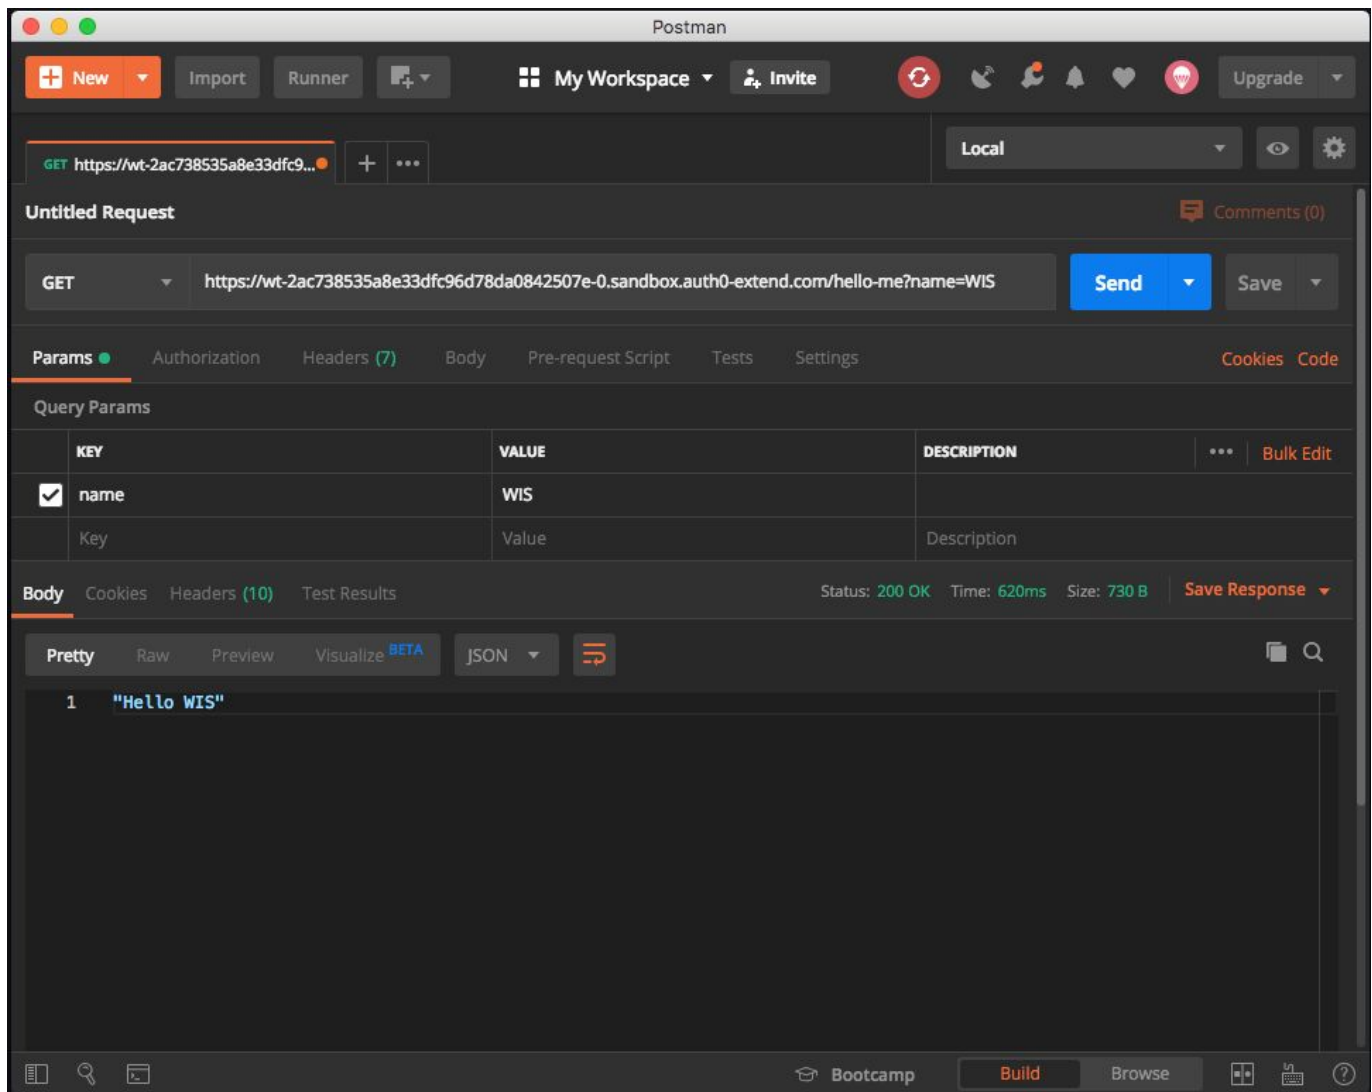 Postman
New Import Runner My Workspace Invite Upgrade
GET https://wt-2ac738535a8e33dfc9... Local
Untitled Request Comments (0)
GET https://wt-2ac738535a8e33dfc96d78da0842507e-0.sandbox.auth0-extend.com/hello-me?name=WIS Send Save
Params Authorization Headers (7) Body Pre-request Script Tests Settings Cookies Code
Query Params
KEY VALUE DESCRIPTION Bulk Edit
name WIS
Key Value Description
Body Cookies Headers (10) Test Results Status: 200 OK Time: 620ms Size: 730 B Save Response
Pretty Raw Preview Visualize BETA JSON
1 "Hello WIS"
Bootcamp Build Browse